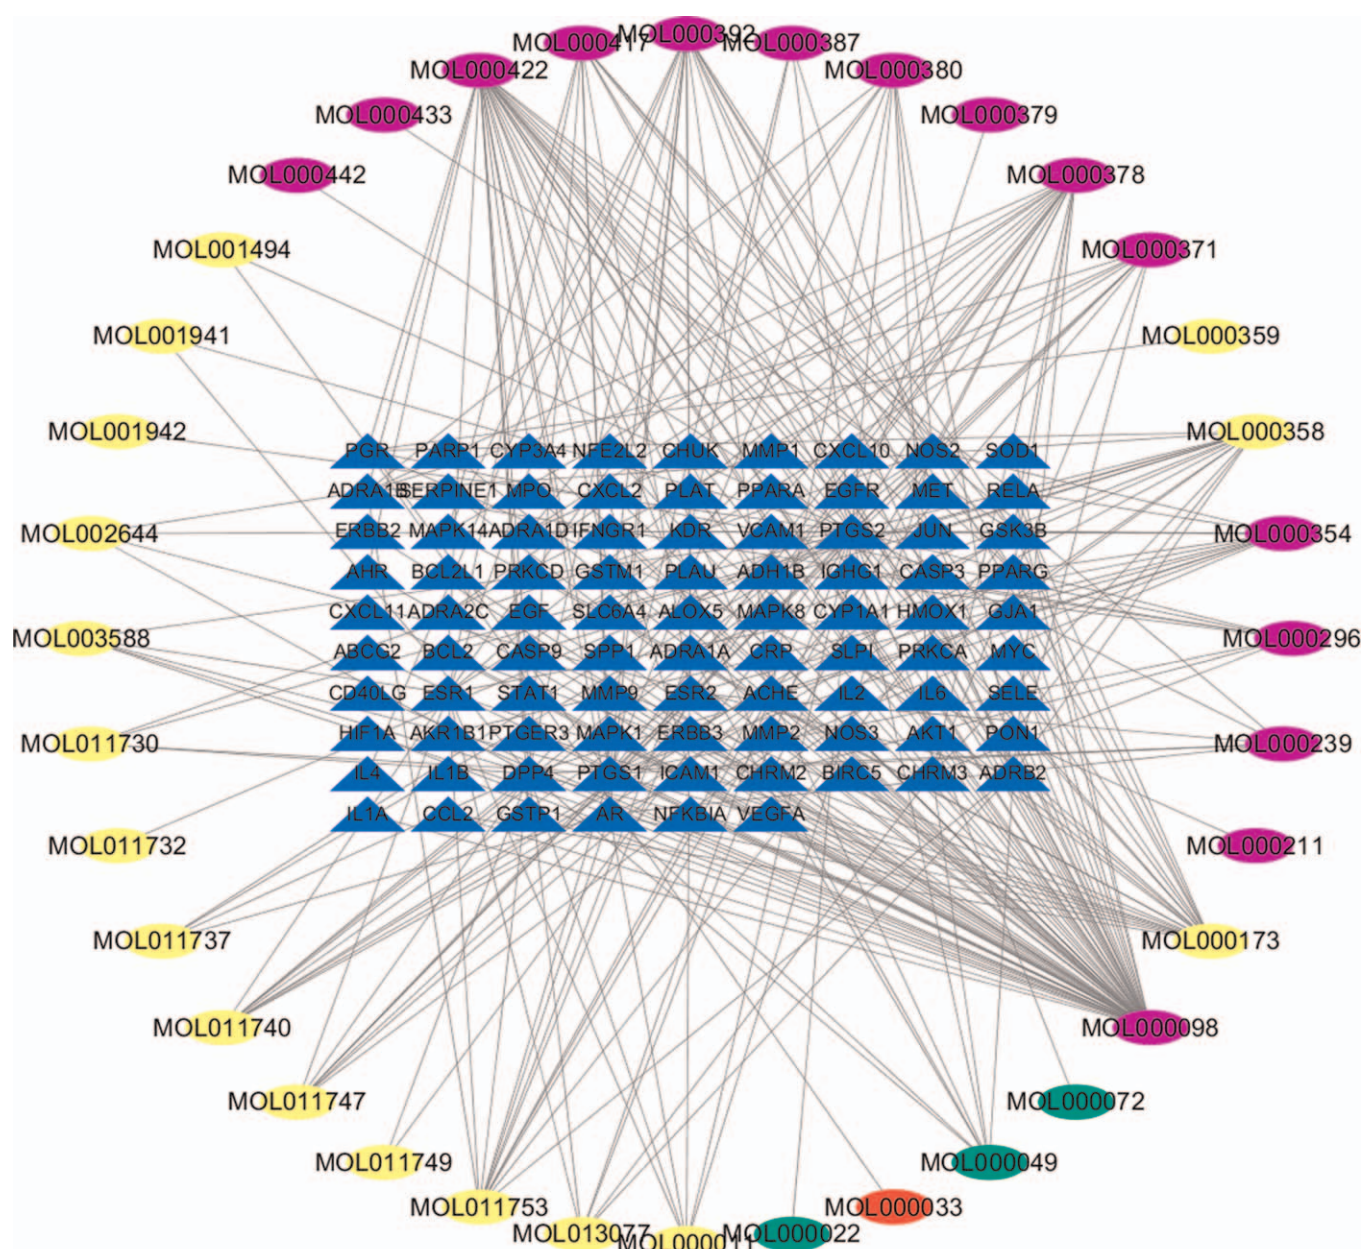 MOL000392
MOL000417 MOL000387
MOL000422 MOL000380
MOL000433 MOL000379
MOL000442 MOL000378
MOL001494 MOL000371
MOL001941 MOL000359
MOL001942 MOL000358
PGR PARP1 CYP3A4 NFE2L2 CHUK MMP1 CXCL10 NOS2 SOD1
ADRA1B SERPINE1 MPO CXCL2 PLAT PPARA EGFR MET RELA
MOL002644 ERBB2 MAPK14 ADRA1D IFNGR1 KDR VCAM1 PTGS2 JUN GSK3B MOL000354
AHR BCL2L1 PRKCD GSTM1 PLAU ADH1B IGHG1 CASP3 PPARG
CXCL11 ADRA2C EGF SLC6A4 ALOX5 MAPK8 CYP1A1 HMOX1 GJA1
MOL003588 MOL000296
ABCG2 BCL2 CASP9 SPP1 ADRA1A CRP SLPI PRKCA MYC
CD40LG ESR1 STAT1 MMP9 ESR2 ACHE IL2 IL6 SELE
MOL011730 HIF1A AKR1B1 PTGER3 MAPK1 ERBB3 MMP2 NOS3 AKT1 PON1 MOL000239
IL4 IL1B DPP4 PTGS1 ICAM1 CHRM2 BIRC5 CHRM3 ADRB2
IL1A CCL2 GSTP1 AR NFKBIA VEGFA
MOL011732 MOL000211
MOL011737 MOL000173
MOL011740 MOL000098
MOL011747 MOL000072
MOL011749 MOL000049
MOL011753 MOL000033
MOL013077 MOL000011 MOL000022